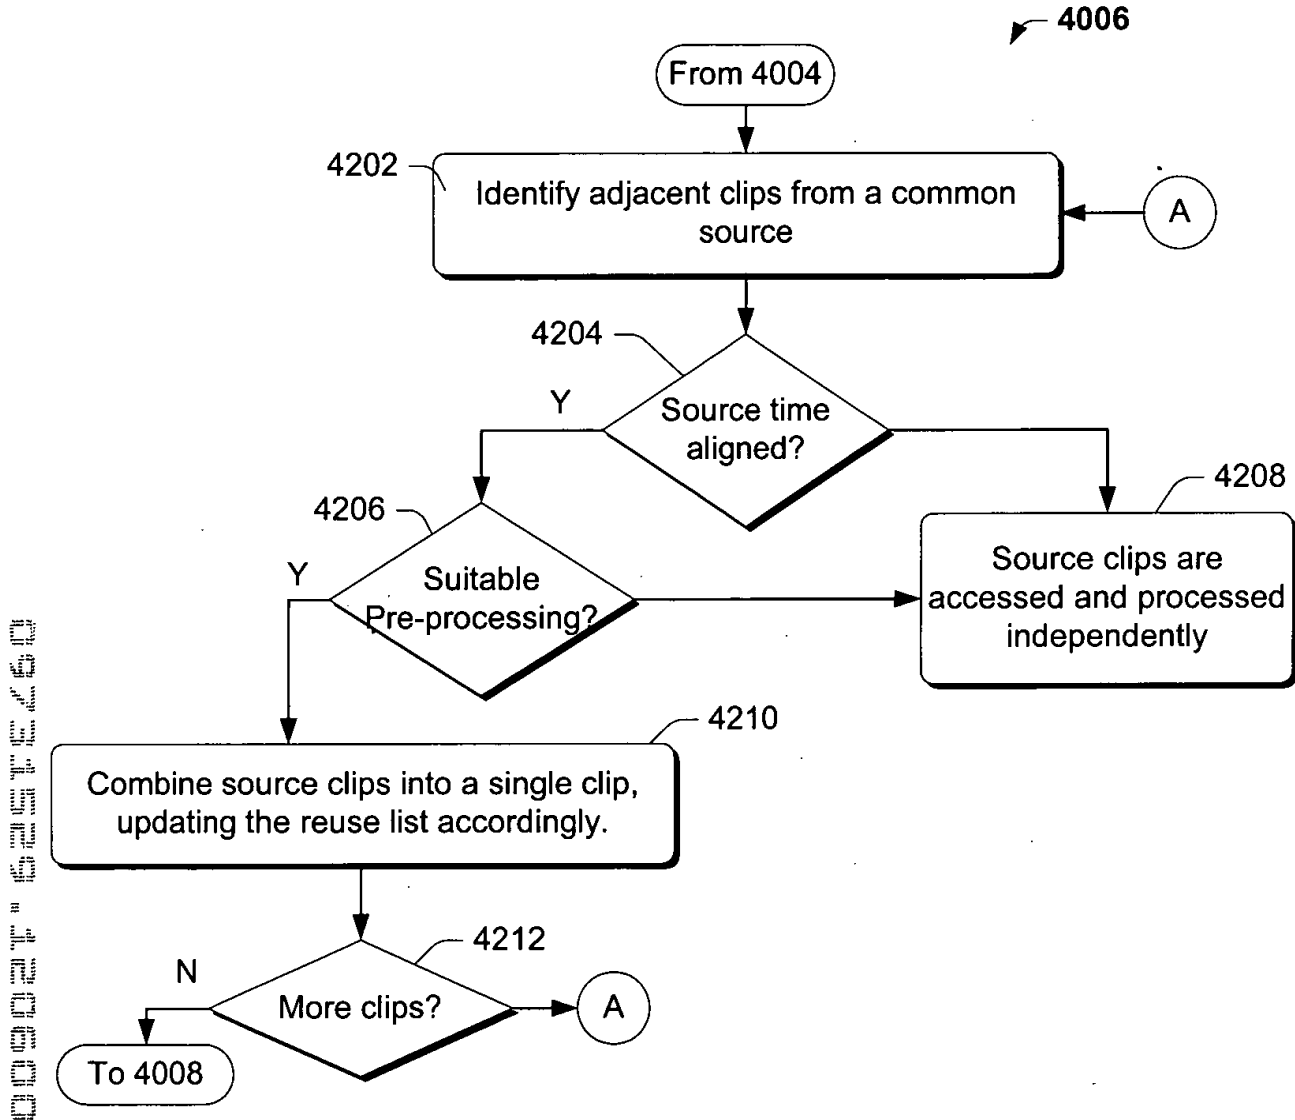 4006
From 4004
4202
Identify adjacent clips from a common
source
A
4204
Y
Source time
aligned?
4206
Y
Suitable
Pre-processing?
4208
Source clips are
accessed and processed
independently
4210
Combine source clips into a single clip,
updating the reuse list accordingly.
4212
N
More clips?
A
To 4008